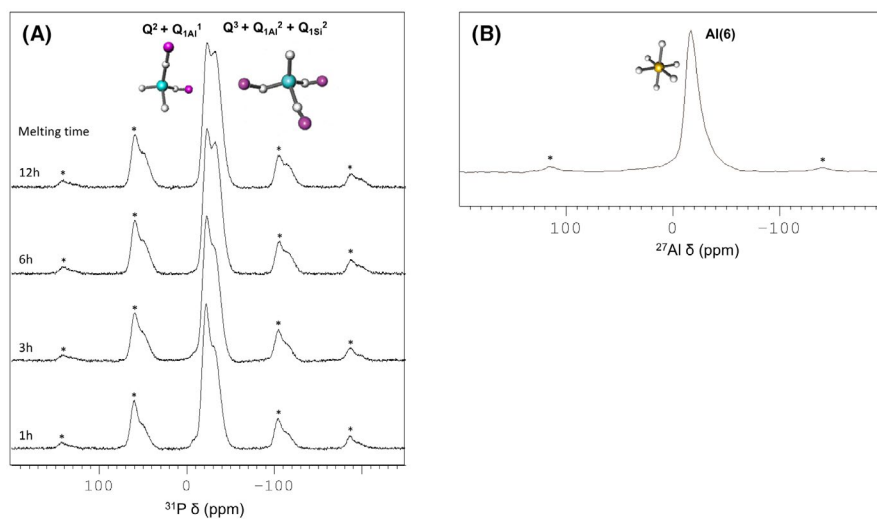 (A)
Q² + Q₁Al¹ Q³ + Q₁Al² + Q₁Si²
Melting time
12h
* * * *
6h
* * * *
3h
* * * *
1h
* * * *
100 0 −100
³¹P δ (ppm)
(B)
Al(6)
* *
100 0 −100
²⁷Al δ (ppm)